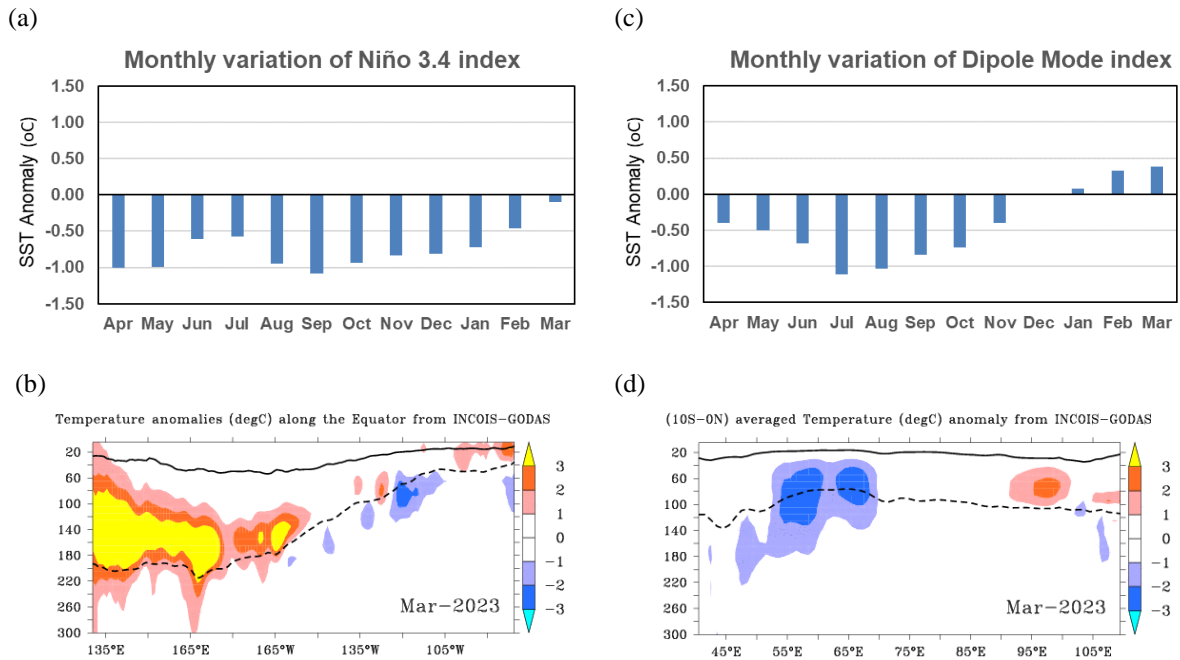 (a)
Monthly variation of Niño 3.4 index
SST Anomaly (oC)
1.50
1.00
0.50
0.00
-0.50
-1.00
-1.50
Apr May Jun Jul Aug Sep Oct Nov Dec Jan Feb Mar
(c)
Monthly variation of Dipole Mode index
SST Anomaly (oC)
1.50
1.00
0.50
0.00
-0.50
-1.00
-1.50
Apr May Jun Jul Aug Sep Oct Nov Dec Jan Feb Mar
(b)
Temperature anomalies (degC) along the Equator from INCOIS-GODAS
20
60
100
140
180
220
260
300
135°E 165°E 165°W 135°W 105°W
Mar-2023
3
2
1
0
-1
-2
-3
(d)
(10S-0N) averaged Temperature (degC) anomaly from INCOIS-GODAS
20
60
100
140
180
220
260
300
45°E 55°E 65°E 75°E 85°E 95°E 105°E
Mar-2023
3
2
1
0
-1
-2
-3